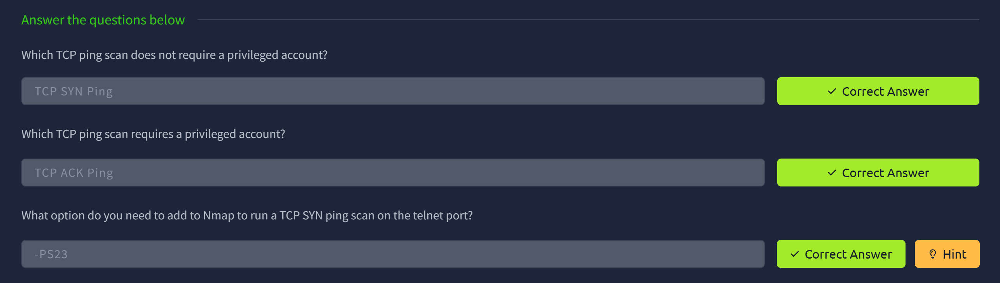 Answer the questions below
Which TCP ping scan does not require a privileged account?
TCP SYN Ping
Correct Answer
Which TCP ping scan requires a privileged account?
TCP ACK Ping
Correct Answer
What option do you need to add to Nmap to run a TCP SYN ping scan on the telnet port?
-PS23
Correct Answer
Hint